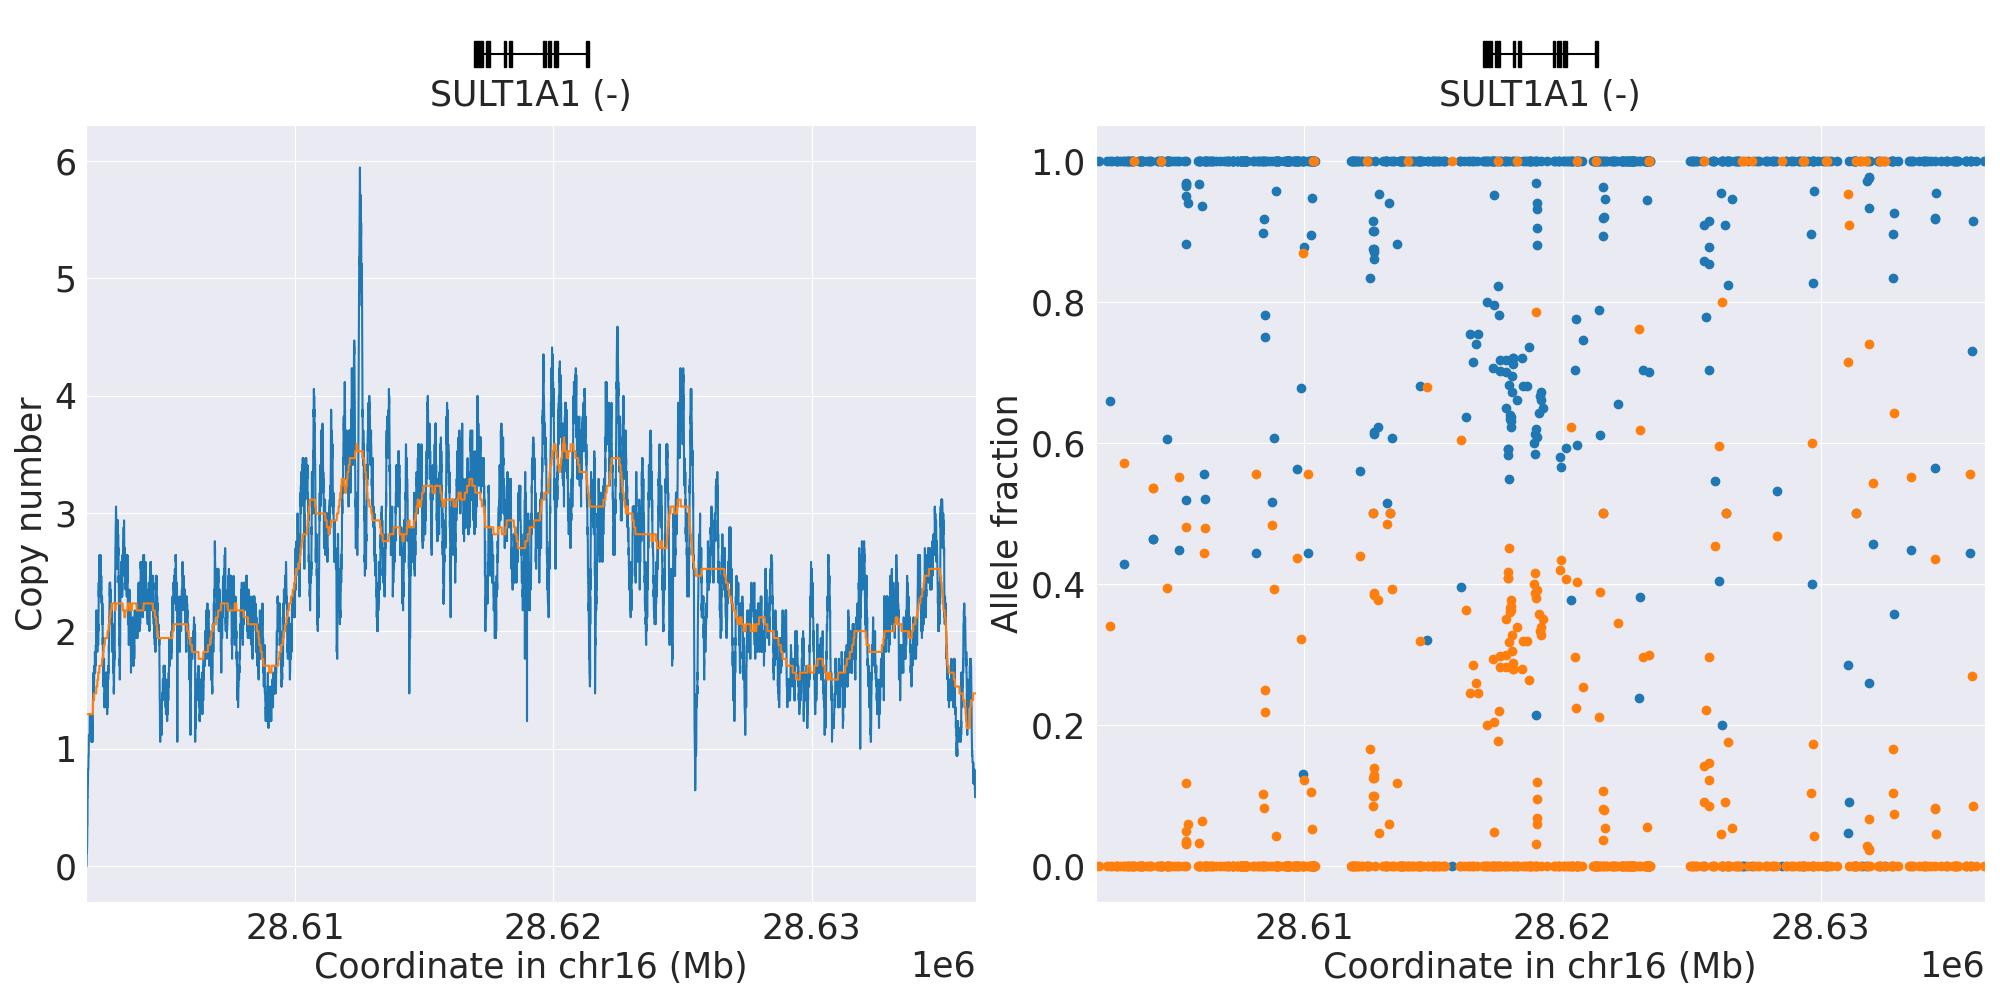 SULT1A1 (-)
Copy number
6
5
4
3
2
1
0
28.61
28.62
28.63
Coordinate in chr16 (Mb)
1e6
SULT1A1 (-)
Allele fraction
1.0
0.8
0.6
0.4
0.2
0.0
28.61
28.62
28.63
Coordinate in chr16 (Mb)
1e6